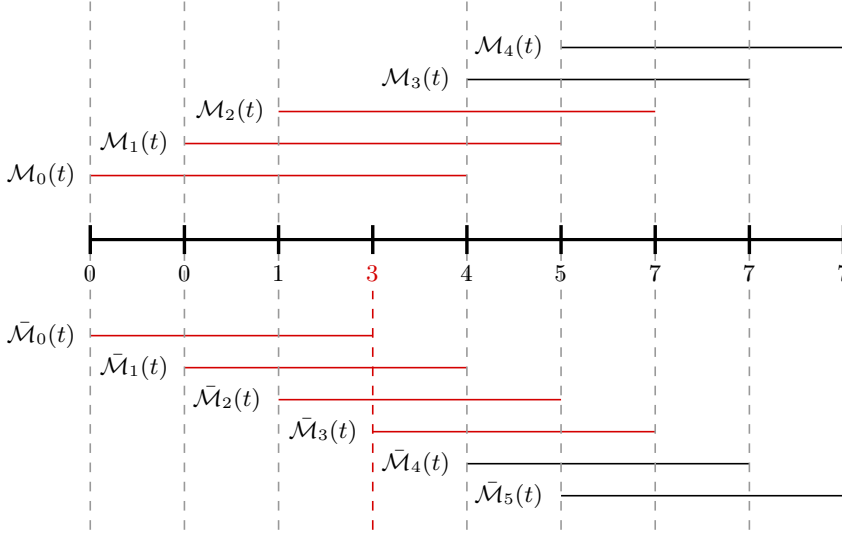 ℳ₄(t)
ℳ₃(t)
ℳ₂(t)
ℳ₁(t)
ℳ₀(t)
0 0 1 3 4 5 7 7 7
ℳ̄₀(t)
ℳ̄₁(t)
ℳ̄₂(t)
ℳ̄₃(t)
ℳ̄₄(t)
ℳ̄₅(t)